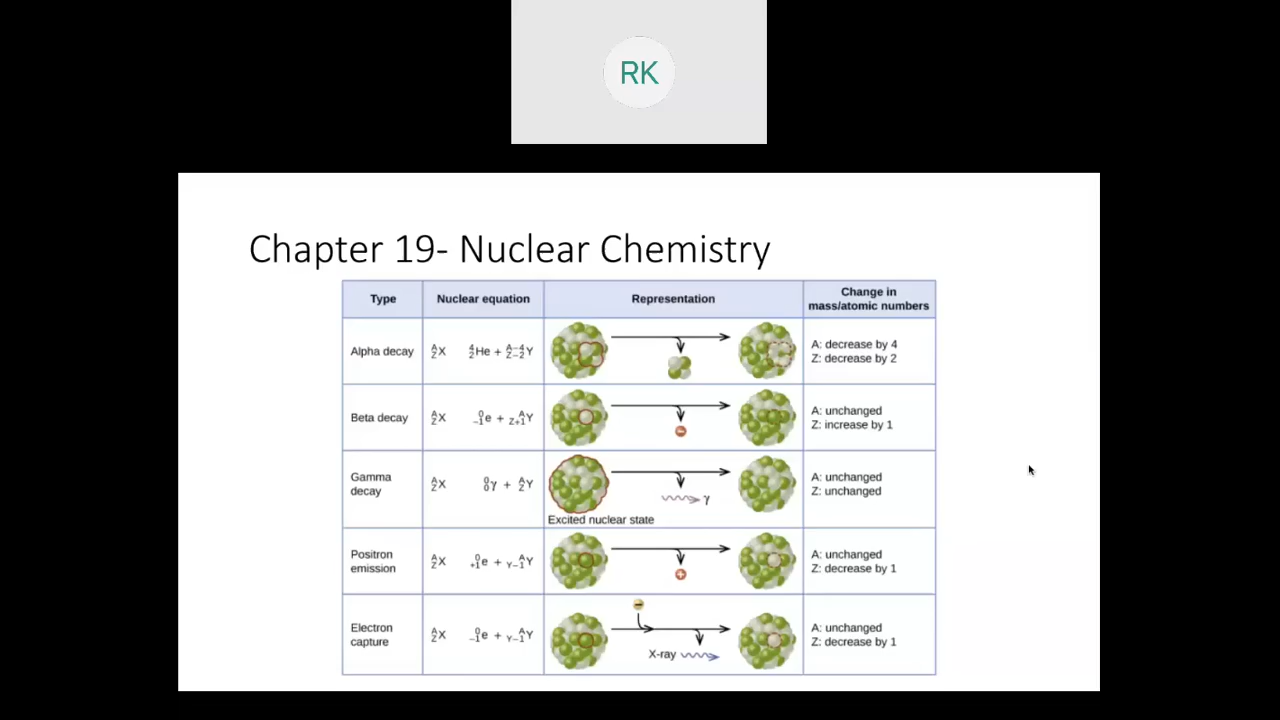 RK
Chapter 19- Nuclear Chemistry
Type Nuclear equation Representation Change in mass/atomic numbers
Alpha decay A Z X 4 2 He + A-4 Z-2 Y A: decrease by 4
Z: decrease by 2
Beta decay A Z X 0 -1 e + A Z+1 Y A: unchanged
Z: increase by 1
Gamma decay A Z X 0 0 γ + A Z Y γ A: unchanged
Z: unchanged
Excited nuclear state
Positron emission A Z X 0 +1 e + A Y-1 Y A: unchanged
Z: decrease by 1
Electron capture A Z X 0 -1 e + A Y-1 Y X-ray A: unchanged
Z: decrease by 1